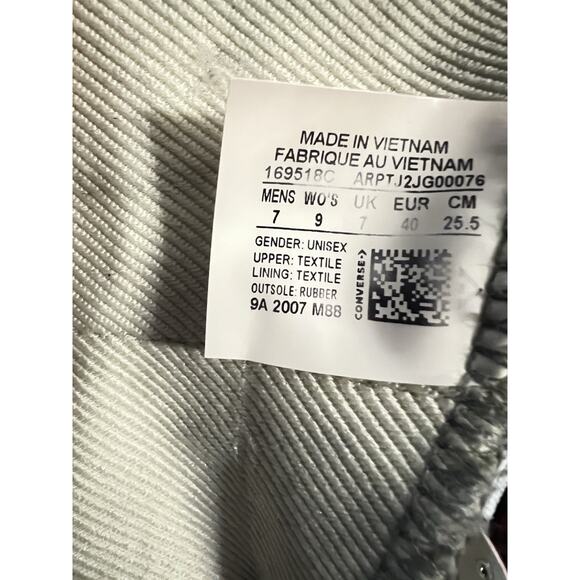 MADE IN VIETNAM
FABRIQUE AU VIETNAM
169518C ARPTJ2JG00076
MENS WO'S UK EUR CM
7 9 7 40 25.5
GENDER: UNISEX
UPPER: TEXTILE
LINING: TEXTILE
OUTSOLE: RUBBER
9A 2007 M88
CONVERSE